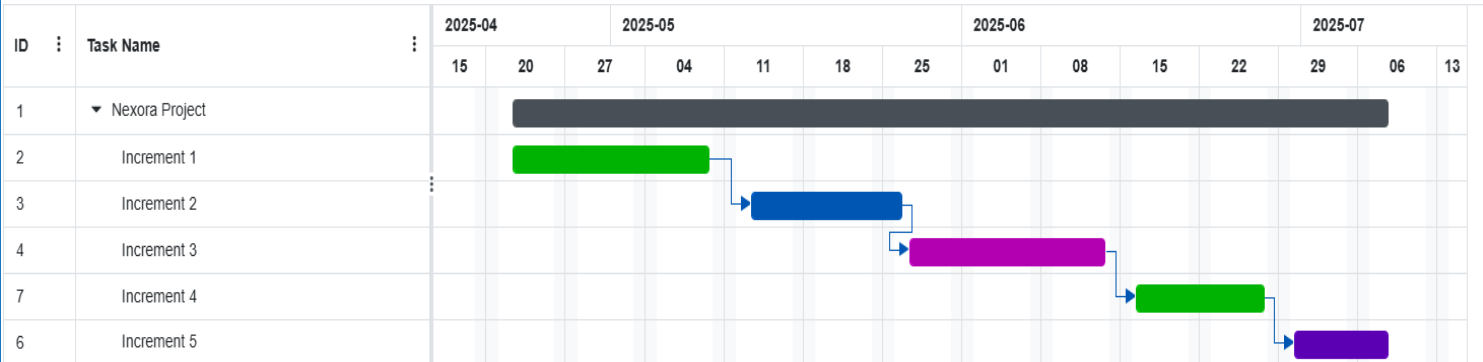 ID Task Name 2025-04 2025-05 2025-06 2025-07
15 20 27 04 11 18 25 01 08 15 22 29 06 13
1 Nexora Project
2 Increment 1
3 Increment 2
4 Increment 3
7 Increment 4
6 Increment 5